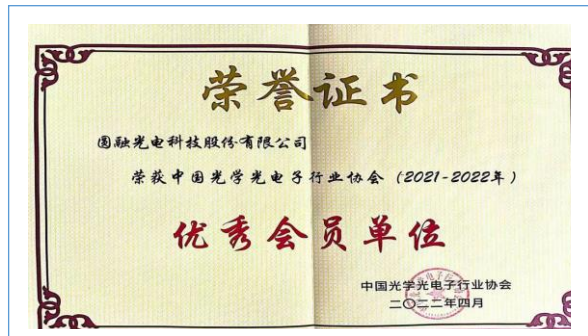 荣誉证书
圆融光电科技股份有限公司
荣获中国光学光电子行业协会（2021-2022年）
优秀会员单位
中国光学光电子行业协会
二〇二二年四月